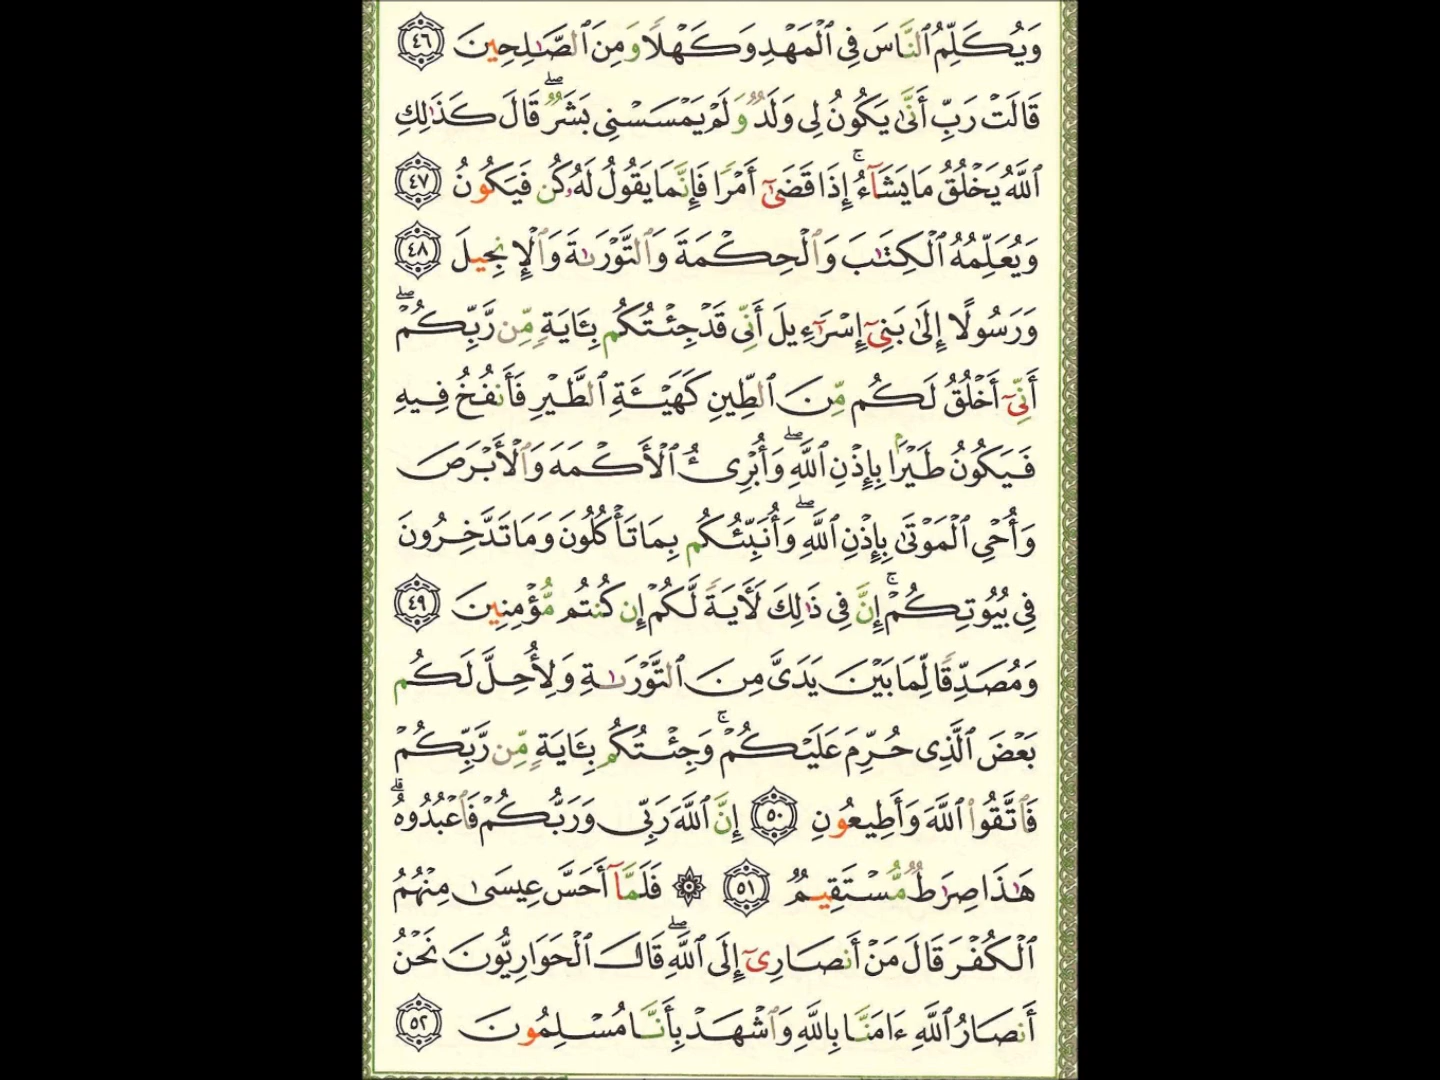 وَيُكَلِّمُ ٱلنَّاسَ فِي ٱلْمَهْدِ وَكَهْلًا وَمِنَ ٱلصَّٰلِحِينَ ٤٦
قَالَتْ رَبِّ أَنَّىٰ يَكُونُ لِي وَلَدٌ وَلَمْ يَمْسَسْنِي بَشَرٌ ۖ قَالَ كَذَٰلِكِ
ٱللَّهُ يَخْلُقُ مَا يَشَآءُ ۚ إِذَا قَضَىٰٓ أَمْرًا فَإِنَّمَا يَقُولُ لَهُۥ كُن فَيَكُونُ ٤٧
وَيُعَلِّمُهُ ٱلْكِتَٰبَ وَٱلْحِكْمَةَ وَٱلتَّوْرَىٰةَ وَٱلْإِنجِيلَ ٤٨
وَرَسُولًا إِلَىٰ بَنِىٓ إِسْرَٰٓءِيلَ أَنِّى قَدْ جِئْتُكُم بِـَٔايَةٍ مِّن رَّبِّكُمْ ۖ
أَنِّىٓ أَخْلُقُ لَكُم مِّنَ ٱلطِّينِ كَهَيْـَٔةِ ٱلطَّيْرِ فَأَنفُخُ فِيهِ
فَيَكُونُ طَيْرًۢا بِإِذْنِ ٱللَّهِ ۖ وَأُبْرِئُ ٱلْأَكْمَهَ وَٱلْأَبْرَصَ
وَأُحْىِ ٱلْمَوْتَىٰ بِإِذْنِ ٱللَّهِ ۖ وَأُنَبِّئُكُم بِمَا تَأْكُلُونَ وَمَا تَدَّخِرُونَ
فِى بُيُوتِكُمْ ۚ إِنَّ فِى ذَٰلِكَ لَـَٔايَةً لَّكُمْ إِن كُنتُم مُّؤْمِنِينَ ٤٩
وَمُصَدِّقًا لِّمَا بَيْنَ يَدَىَّ مِنَ ٱلتَّوْرَىٰةِ وَلِأُحِلَّ لَكُم
بَعْضَ ٱلَّذِى حُرِّمَ عَلَيْكُمْ ۚ وَجِئْتُكُم بِـَٔايَةٍ مِّن رَّبِّكُمْ
فَٱتَّقُوا۟ ٱللَّهَ وَأَطِيعُونِ ٥٠ إِنَّ ٱللَّهَ رَبِّى وَرَبُّكُمْ فَٱعْبُدُوهُ ۗ
هَٰذَا صِرَٰطٌ مُّسْتَقِيمٌ ٥١ ۞ فَلَمَّآ أَحَسَّ عِيسَىٰ مِنْهُمُ
ٱلْكُفْرَ قَالَ مَنْ أَنصَارِىٓ إِلَى ٱللَّهِ ۖ قَالَ ٱلْحَوَارِيُّونَ نَحْنُ
أَنصَارُ ٱللَّهِ ءَامَنَّا بِٱللَّهِ وَٱشْهَدْ بِأَنَّا مُسْلِمُونَ ٥٢